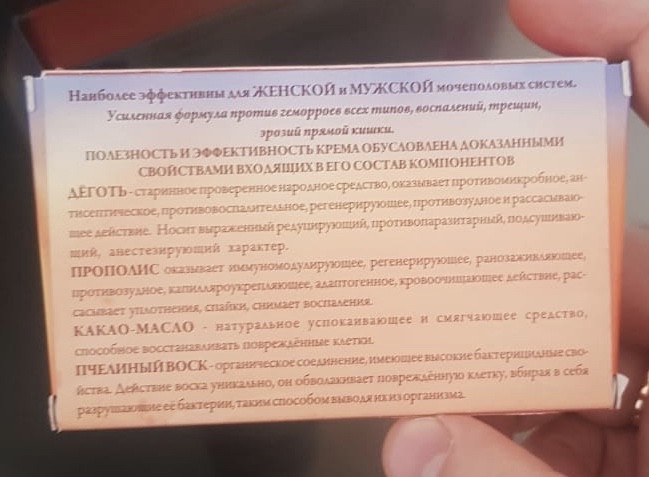 Наиболее эффективны для ЖЕНСКОЙ и МУЖСКОЙ мочеполовых систем.
Усиленная формула против геморроев всех типов, воспалений, трещин,
эрозий прямой кишки.
ПОЛЕЗНОСТЬ И ЭФФЕКТИВНОСТЬ КРЕМА ОБУСЛОВЛЕНА ДОКАЗАННЫМИ
СВОЙСТВАМИ ВХОДЯЩИХ В ЕГО СОСТАВ КОМПОНЕНТОВ
ДЁГОТЬ - старинное проверенное народное средство, оказывает противомикробное, ан-
тисептическое, противовоспалительное, регенерирующее, противозудное и рассасываю-
щее действие. Носит выраженный редуцирующий, противопаразитарный, подсушиваю-
щий, анестезирующий характер.
ПРОПОЛИС оказывает иммуномодулирующее, регенерирующее, ранозаживляющее,
противозудное, капилляроукрепляющее, адаптогенное, кровоочищающее действие, рас-
сасывает уплотнения, спайки, снимает воспаления.
КАКАО-МАСЛО - натуральное успокаивающее и смягчающее средство,
способное восстанавливать повреждённые клетки.
ПЧЕЛИНЫЙ ВОСК - органическое соединение, имеющее высокие бактерицидные сво-
йства. Действие воска уникально, он обволакивает повреждённую клетку, вбирая в себя
разрушающие её бактерии, таким способом выводя их из организма.